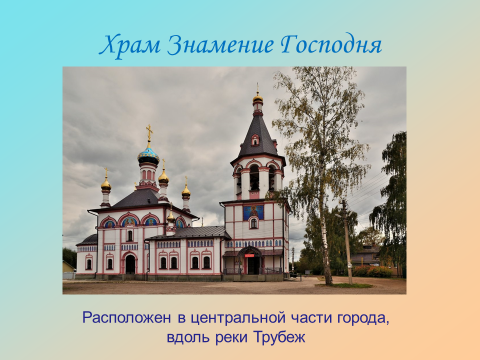 Храм Знамение Господня
Расположен в центральной части города,
вдоль реки Трубеж